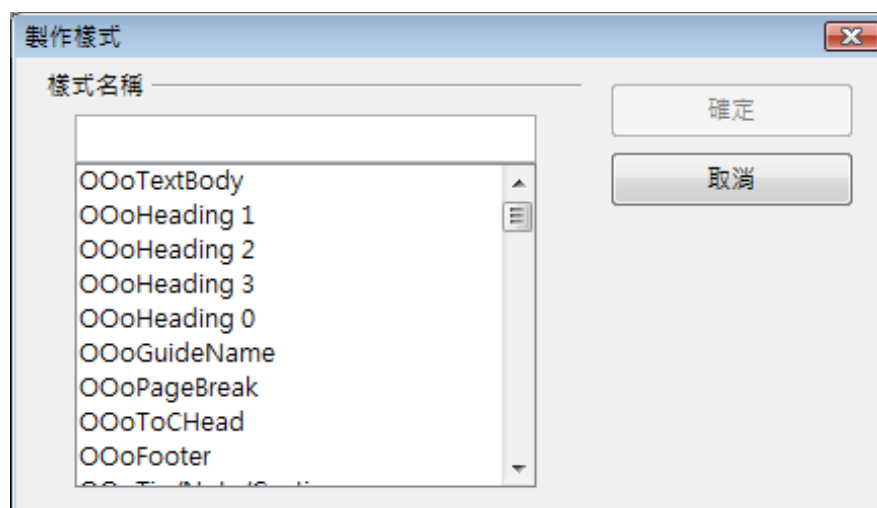 製作樣式
樣式名稱
確定
取消
OOoTextBody
OOoHeading 1
OOoHeading 2
OOoHeading 3
OOoHeading 0
OOoGuideName
OOoPageBreak
OOoToCHead
OOoFooter